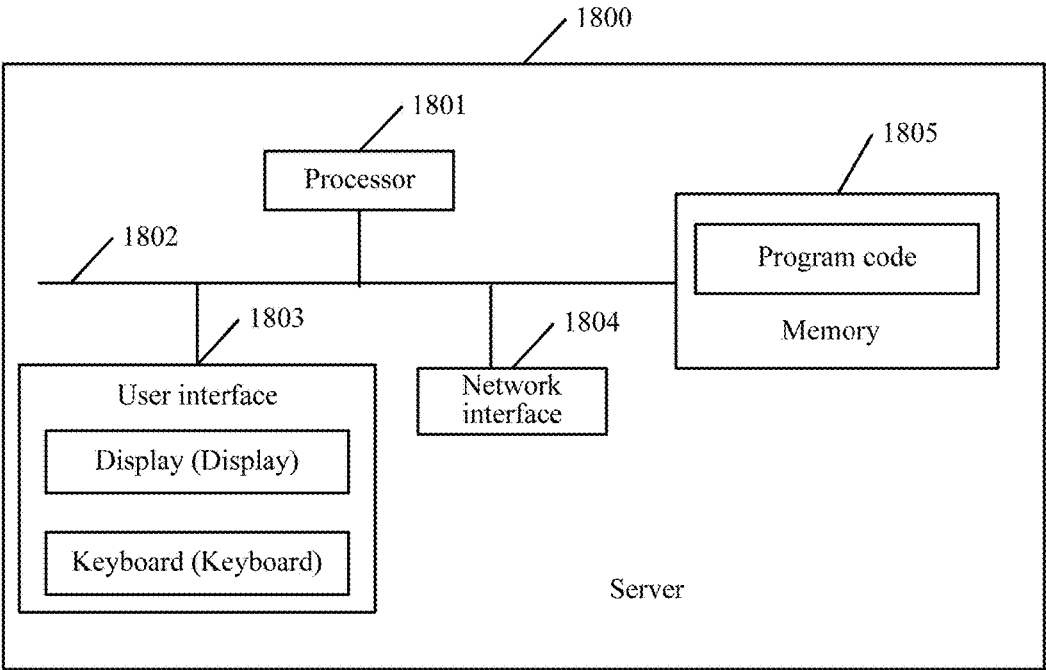 1800
1801
Processor
1805
Program code
Memory
1802
1803
1804
User interface
Display (Display)
Keyboard (Keyboard)
Network
interface
Server